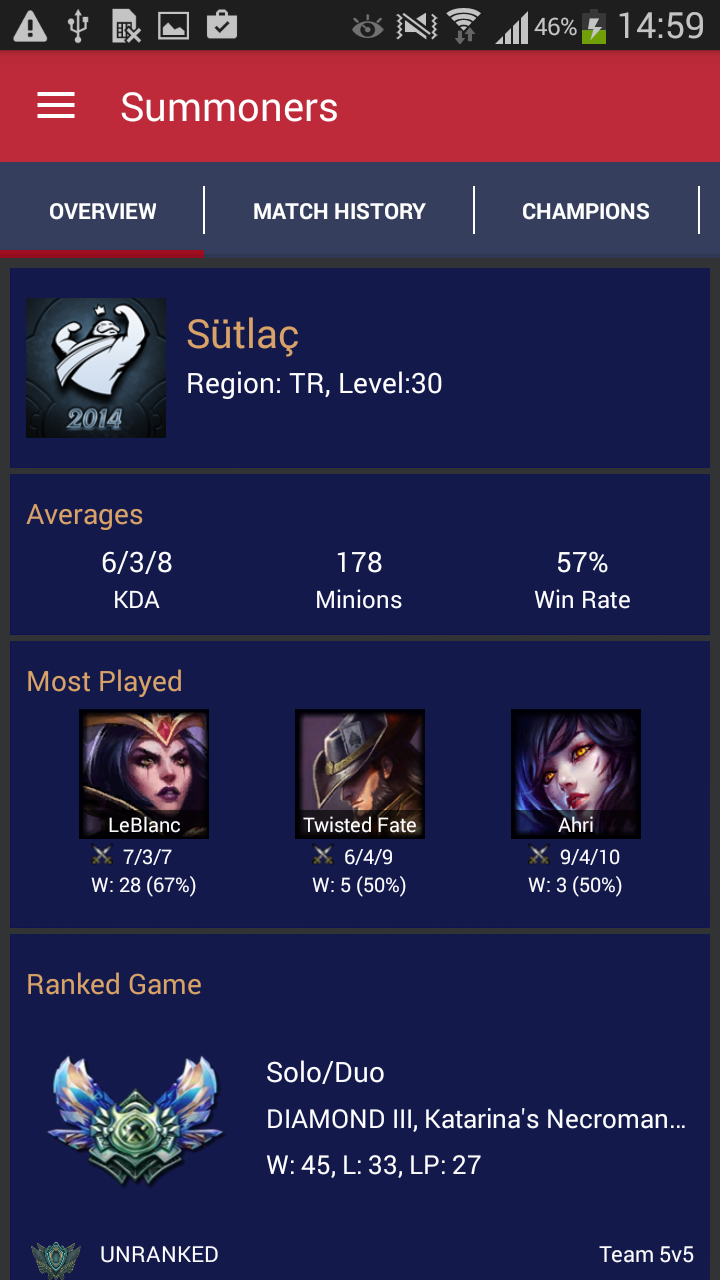 46% 14:59
Summoners
OVERVIEW MATCH HISTORY CHAMPIONS
2014
Sütlaç
Region: TR, Level:30
Averages
6/3/8 178 57%
KDA Minions Win Rate
Most Played
LeBlanc Twisted Fate Ahri
7/3/7 6/4/9 9/4/10
W: 28 (67%) W: 5 (50%) W: 3 (50%)
Ranked Game
Solo/Duo
DIAMOND III, Katarina's Necroman...
W: 45, L: 33, LP: 27
UNRANKED Team 5v5